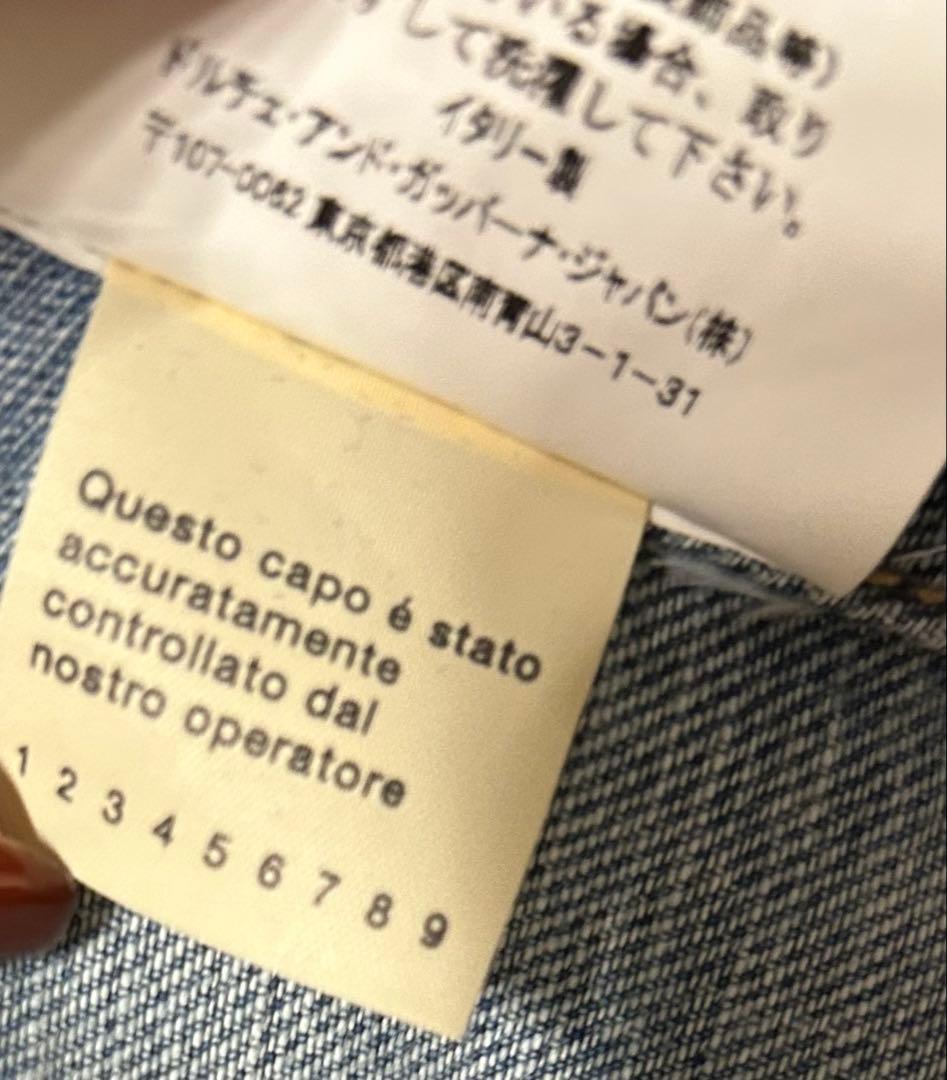 品等)
いる場合、取り
して洗濯して下さい。
イタリー製
ドルチェ・アンド・ガッバーナ・ジャパン(株)
〒107-0062 東京都港区南青山3-1-31
Questo capo é stato
accuratamente
controllato dal
nostro operatore
1 2 3 4 5 6 7 8 9